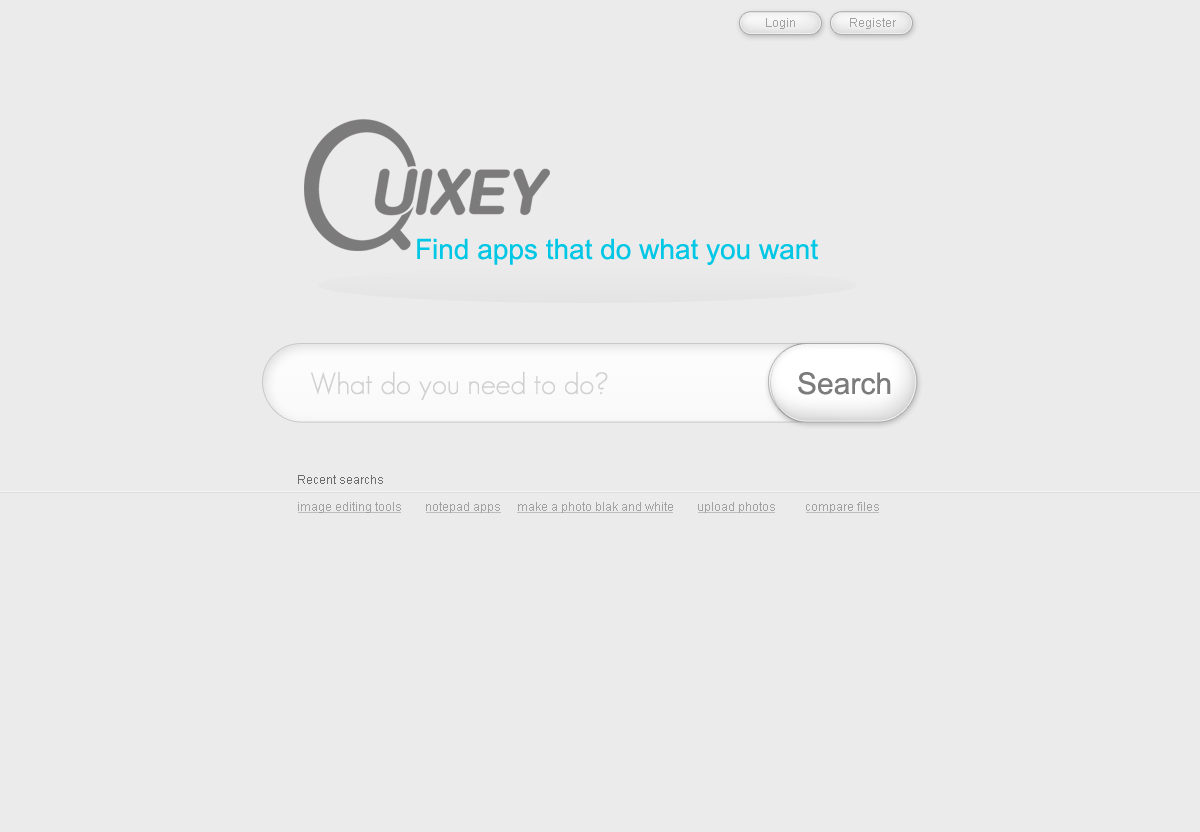 Login Register
QUIXEY
Find apps that do what you want
What do you need to do? Search
Recent searchs
image editing tools notepad apps make a photo blak and white upload photos compare files